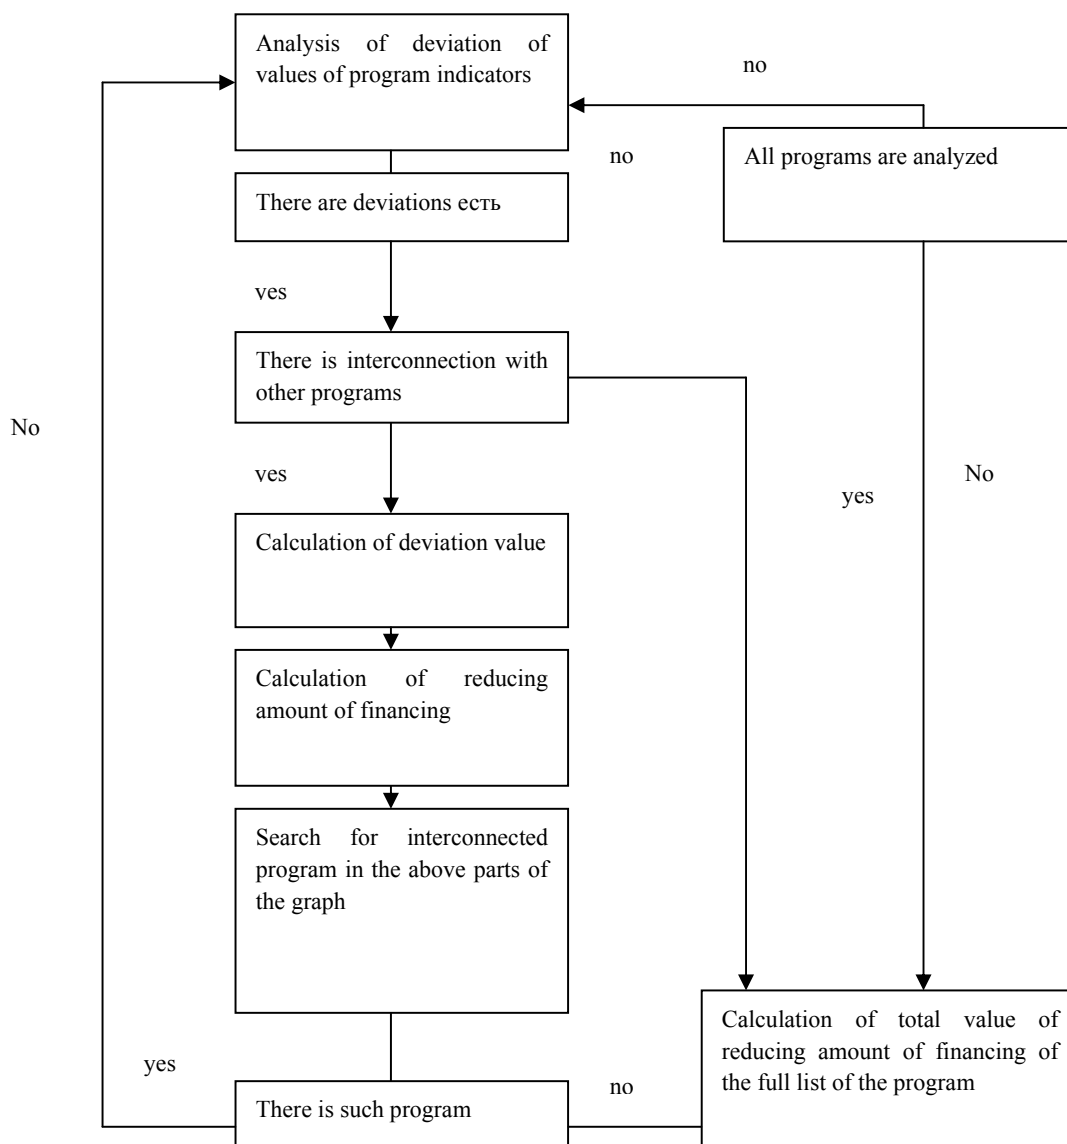 Analysis of deviation of
values of program indicators
no
no
All programs are analyzed
There are deviations есть
yes
There is interconnection with
other programs
No
yes
yes
No
Calculation of deviation value
Calculation of reducing
amount of financing
Search for interconnected
program in the above parts of
the graph
Calculation of total value of
reducing amount of financing of
the full list of the program
yes
no
There is such program